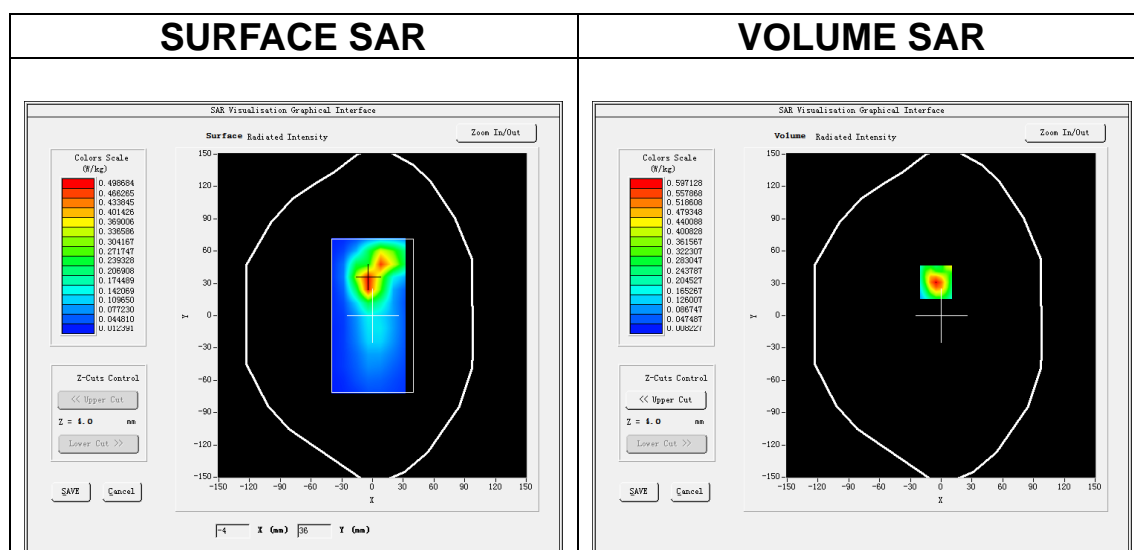 SURFACE SAR
VOLUME SAR
SAR Visualisation Graphical Interface
Surface Radiated Intensity
Zoom In/Out
Colors Scale
(W/kg)
0.498684
0.466265
0.433845
0.401426
0.369006
0.336586
0.304167
0.271747
0.239328
0.206908
0.174489
0.142069
0.109650
0.077230
0.044810
0.012391
Z-Cuts Control
<< Upper Cut
Z = 4.0 mm
Lower Cut >>
SAVE
Cancel
150
120
90
60
30
0
-30
-60
-90
-120
-150
Y
-150 -120 -90 -60 -30 0 30 60 90 120 150
X
-4 X (mm) 36 Y (mm)
SAR Visualisation Graphical Interface
Volume Radiated Intensity
Zoom In/Out
Colors Scale
(W/kg)
0.597128
0.557868
0.518608
0.479348
0.440088
0.400828
0.361567
0.322307
0.283047
0.243787
0.204527
0.165267
0.126007
0.086747
0.047487
0.008227
Z-Cuts Control
<< Upper Cut
Z = 4.0 mm
Lower Cut >>
SAVE
Cancel
150
120
90
60
30
0
-30
-60
-90
-120
-150
Y
-150 -120 -90 -60 -30 0 30 60 90 120 150
X